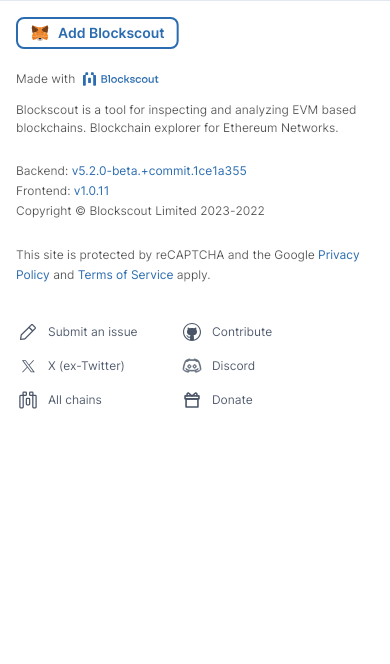 Add Blockscout
Made with Blockscout
Blockscout is a tool for inspecting and analyzing EVM based
blockchains. Blockchain explorer for Ethereum Networks.
Backend: v5.2.0-beta.+commit.1ce1a355
Frontend: v1.0.11
Copyright © Blockscout Limited 2023-2022
This site is protected by reCAPTCHA and the Google Privacy
Policy and Terms of Service apply.
Submit an issue
Contribute
X (ex-Twitter)
Discord
All chains
Donate